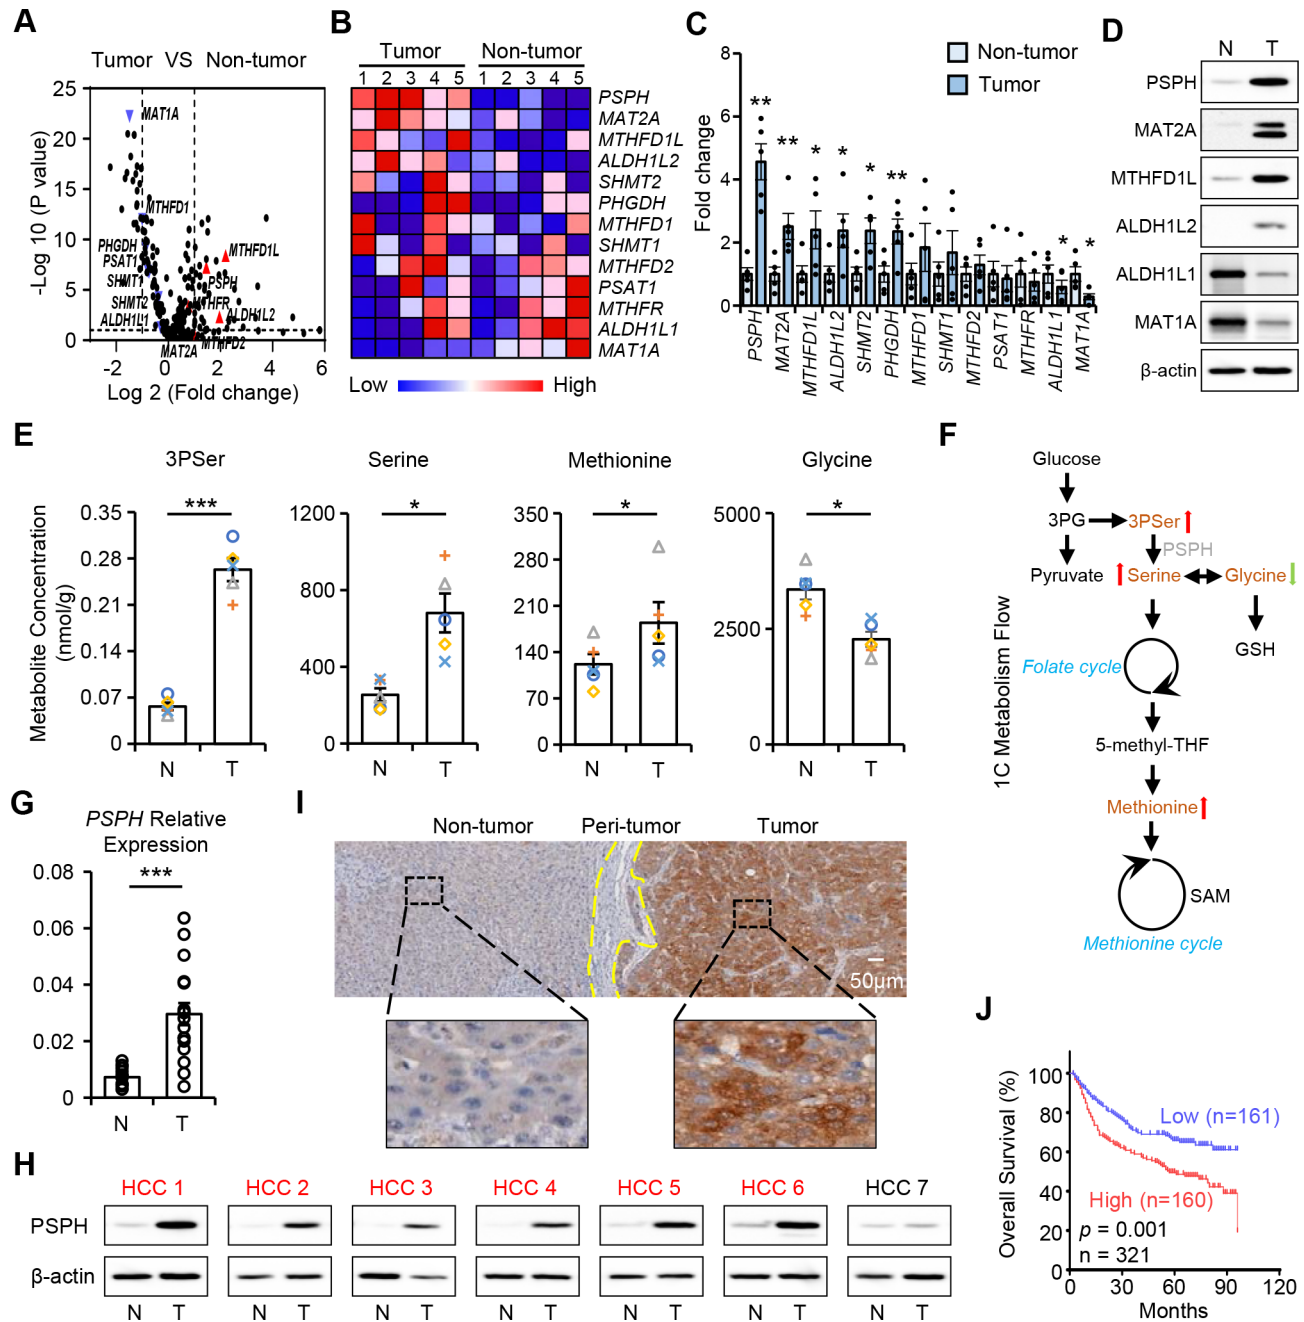 A
Tumor VS Non-tumor
25
20
15
10
5
0
-Log 10 (P value)
MAT1A
MTHFD1
PHGDH
PSAT1
SHMT1
SHMT2
ALDH1L1
MTHFD1L
PSPH
MTHFR
ALDH1L2
MAT2A
MTHFD2
-2 0 2 4 6
Log 2 (Fold change)
B
Tumor Non-tumor
1 2 3 4 5 1 2 3 4 5
PSPH
MAT2A
MTHFD1L
ALDH1L2
SHMT2
PHGDH
MTHFD1
SHMT1
MTHFD2
PSAT1
MTHFR
ALDH1L1
MAT1A
Low High
C
Non-tumor
Tumor
8
6
4
2
0
Fold change
** ** * * * ** * *
PSPH
MAT2A
MTHFD1L
ALDH1L2
SHMT2
PHGDH
MTHFD1
SHMT1
MTHFD2
PSAT1
MTHFR
ALDH1L1
MAT1A
D
N T
PSPH
MAT2A
MTHFD1L
ALDH1L2
ALDH1L1
MAT1A
β-actin
E
Metabolite Concentration
(nmol/g)
3PSer
***
0.35
0.28
0.21
0.14
0.07
0
N T
Serine
*
1200
800
400
0
N T
Methionine
*
350
280
210
140
70
0
N T
Glycine
*
5000
2500
0
N T
F
1C Metabolism Flow
Glucose
3PG 3PSer
PSPH
Pyruvate Serine Glycine
GSH
Folate cycle
5-methyl-THF
Methionine
SAM
Methionine cycle
G
PSPH Relative
Expression
***
0.08
0.06
0.04
0.02
0
N T
H
HCC 1 HCC 2 HCC 3 HCC 4 HCC 5 HCC 6 HCC 7
PSPH
β-actin
N T N T N T N T N T N T N T
I
Non-tumor Peri-tumor Tumor
50μm
J
Overall Survival (%)
100
80
60
40
20
0
Low (n=161)
High (n=160)
p = 0.001
n = 321
0 30 60 90 120
Months